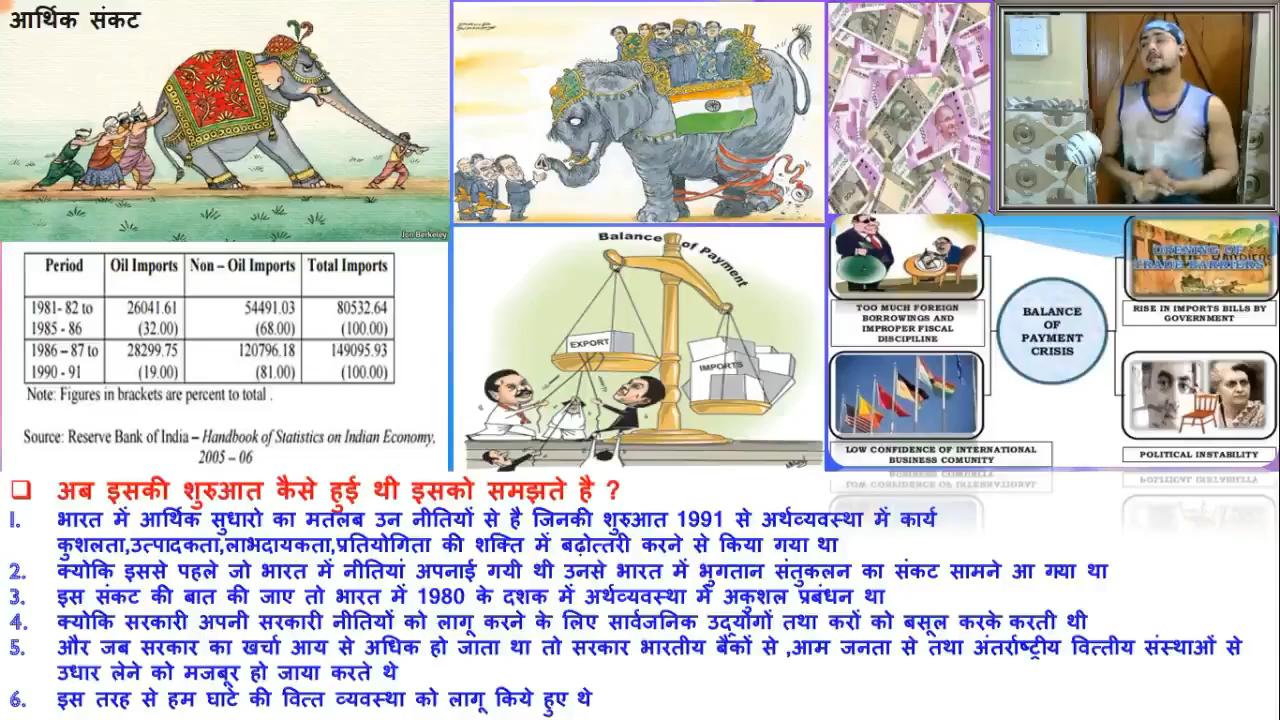 आर्थिक संकट
Jon Berkeley
Period Oil Imports Non – Oil Imports Total Imports
1981- 82 to 26041.61 54491.03 80532.64
1985 - 86 (32.00) (68.00) (100.00)
1986 – 87 to 28299.75 120796.18 149095.93
1990 - 91 (19.00) (81.00) (100.00)
Note: Figures in brackets are percent to total .
Source: Reserve Bank of India – Handbook of Statistics on Indian Economy,
2005 – 06
Balance of Payment
EXPORT
IMPORTS
OPENING OF
TRADE BARRIERS
TOO MUCH FOREIGN
BORROWINGS AND
IMPROPER FISCAL
DISCIPLINE
BALANCE
OF
PAYMENT
CRISIS
RISE IN IMPORTS BILLS BY
GOVERNMENT
LOW CONFIDENCE OF INTERNATIONAL
BUSINESS COMUNITY
POLITICAL INSTABILITY
❑ अब इसकी शुरुआत कैसे हुई थी इसको समझते है ?
1. भारत में आर्थिक सुधारो का मतलब उन नीतियों से है जिनकी शुरुआत 1991 से अर्थव्यवस्था में कार्य
कुशलता,उत्पादकता,लाभदायकता,प्रतियोगिता की शक्ति में बढ़ोत्तरी करने से किया गया था
2. क्योकि इससे पहले जो भारत में नीतियां अपनाई गयी थी उनसे भारत में भुगतान संतुकलन का संकट सामने आ गया था
3. इस संकट की बात की जाए तो भारत में 1980 के दशक में अर्थव्यवस्था में अकुशल प्रबंधन था
4. क्योकि सरकारी अपनी सरकारी नीतियों को लागू करने के लिए सार्वजनिक उद्योगों तथा करों को बसूल करके करती थी
5. और जब सरकार का खर्चा आय से अधिक हो जाता था तो सरकार भारतीय बैंकों से ,आम जनता से तथा अंतर्राष्ट्रीय वित्तीय संस्थाओं से
उधार लेने को मजबूर हो जाया करते थे
6. इस तरह से हम घाटे की वित्त व्यवस्था को लागू किये हुए थे